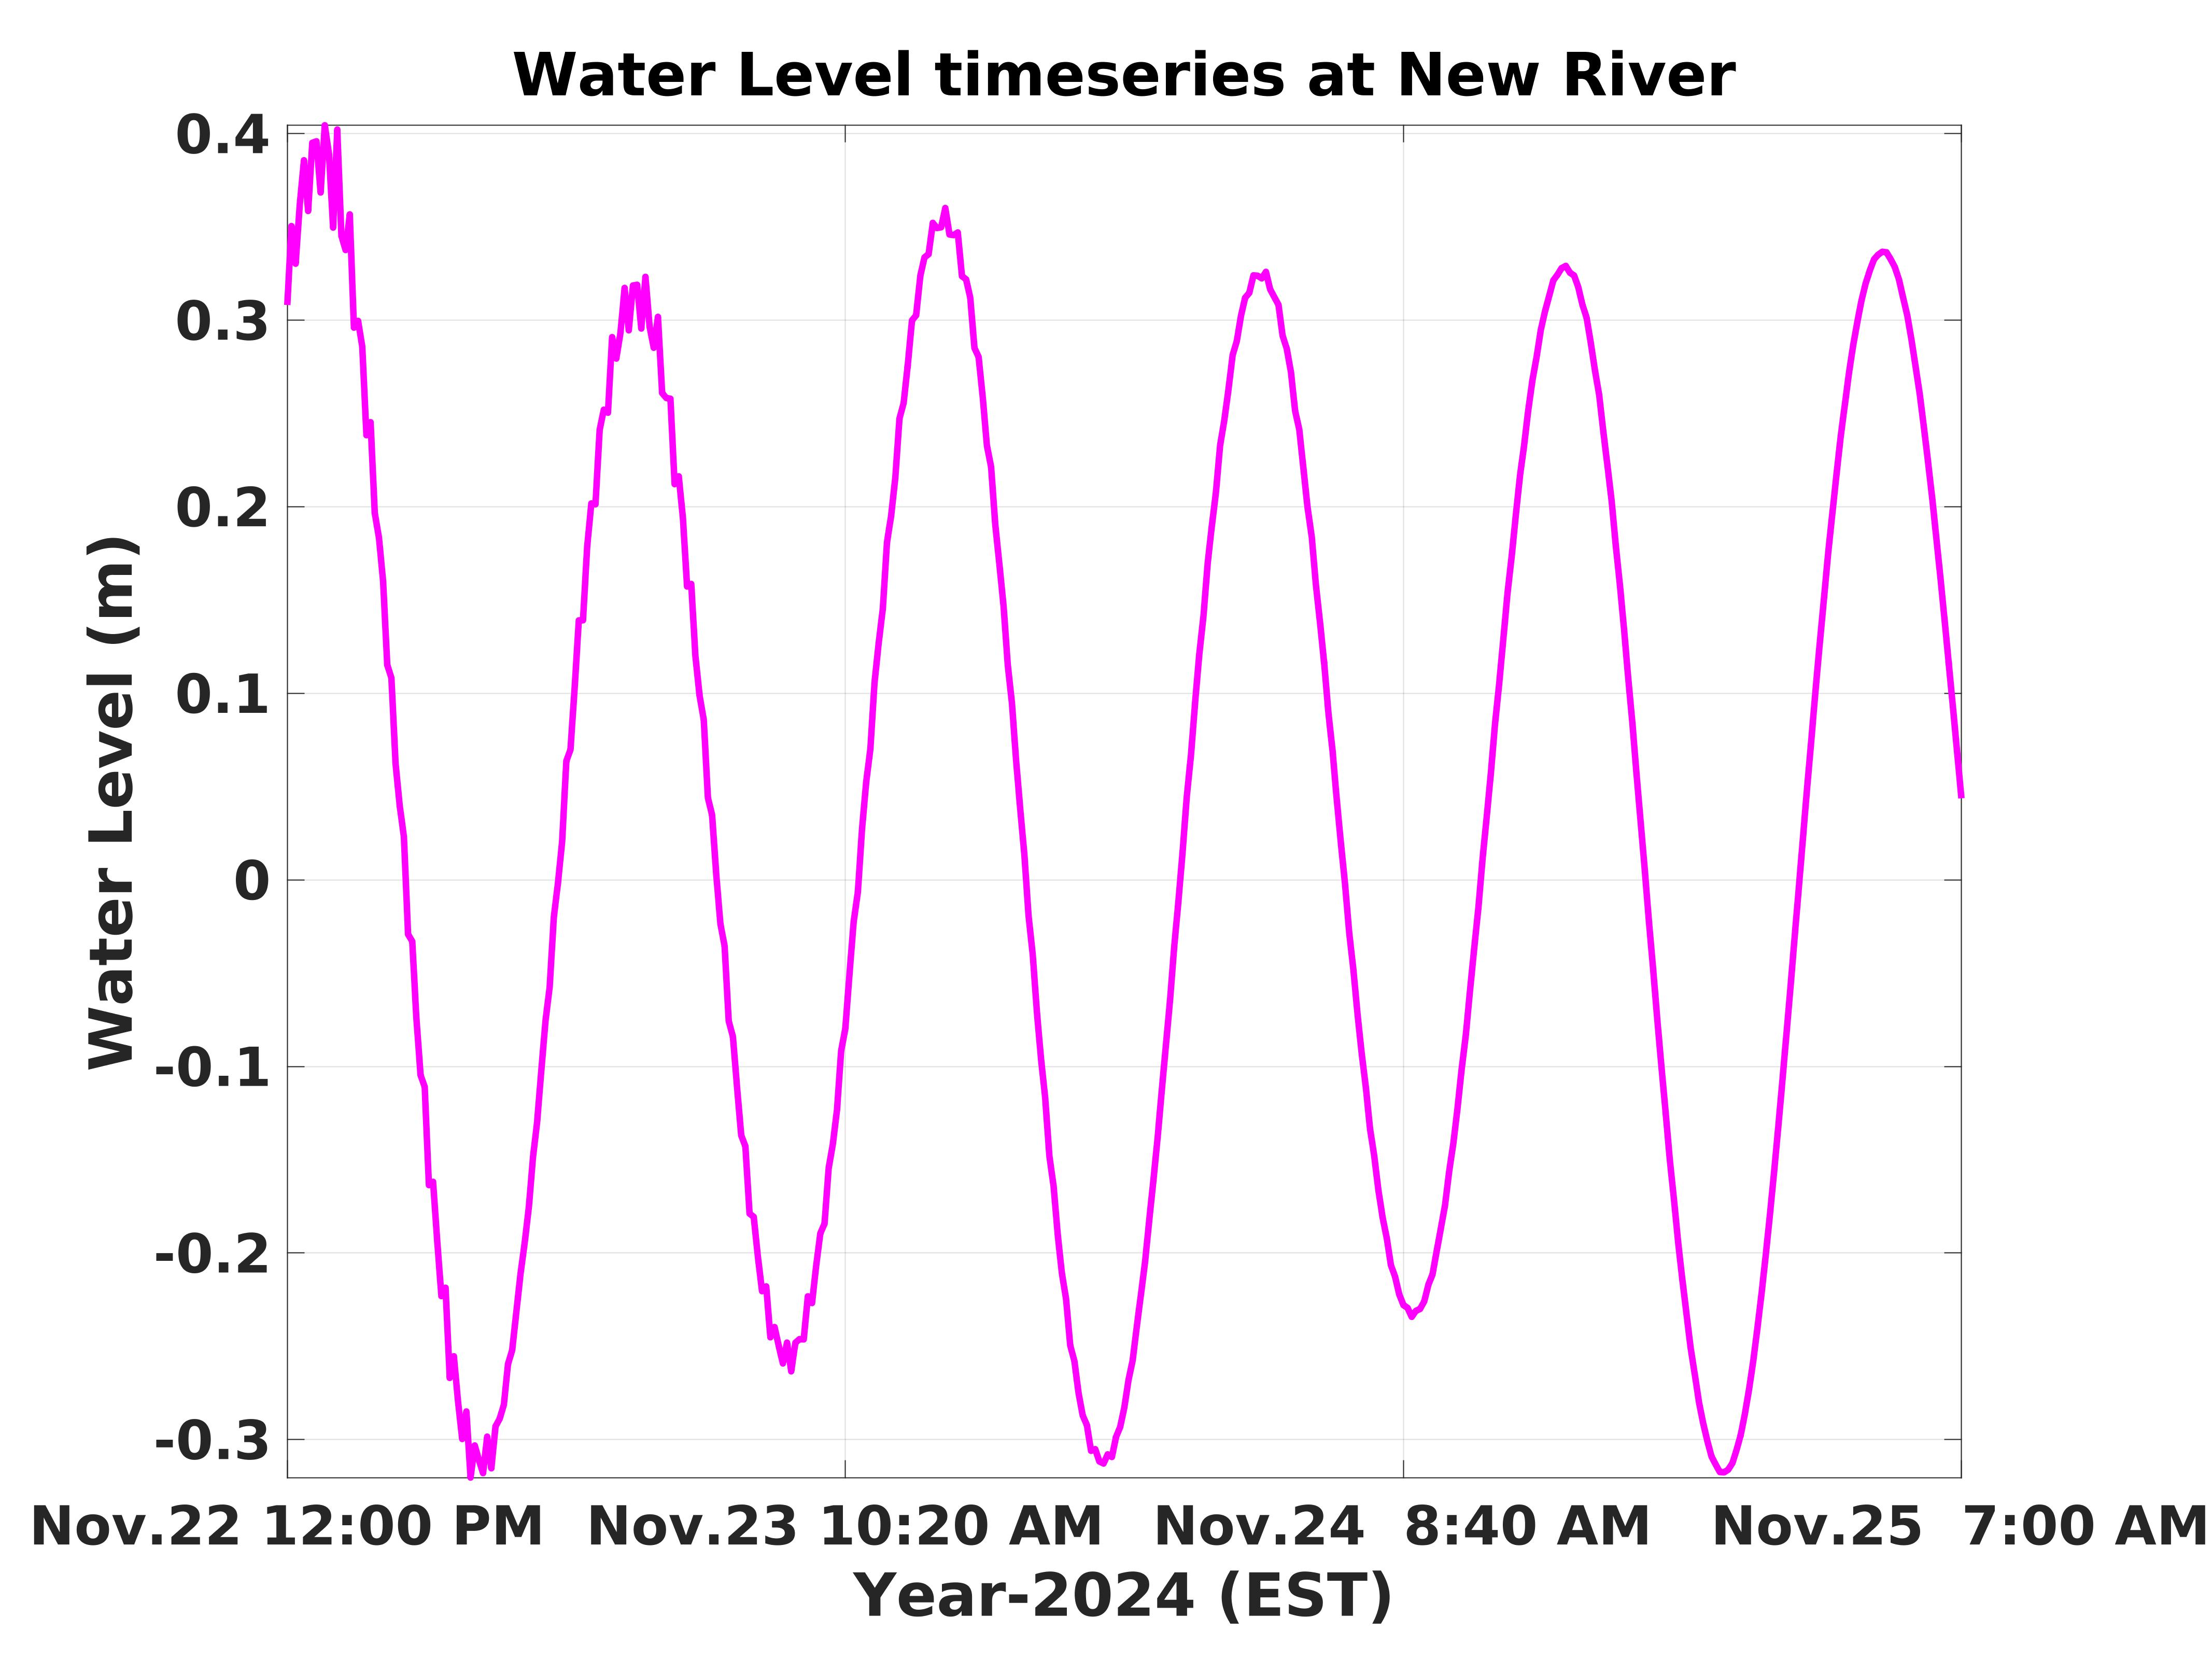 Water Level timeseries at New River
0.4
0.3
0.2
0.1
0
-0.1
-0.2
-0.3
Water Level (m)
Nov.22 12:00 PM Nov.23 10:20 AM Nov.24 8:40 AM Nov.25 7:00 AM
Year-2024 (EST)